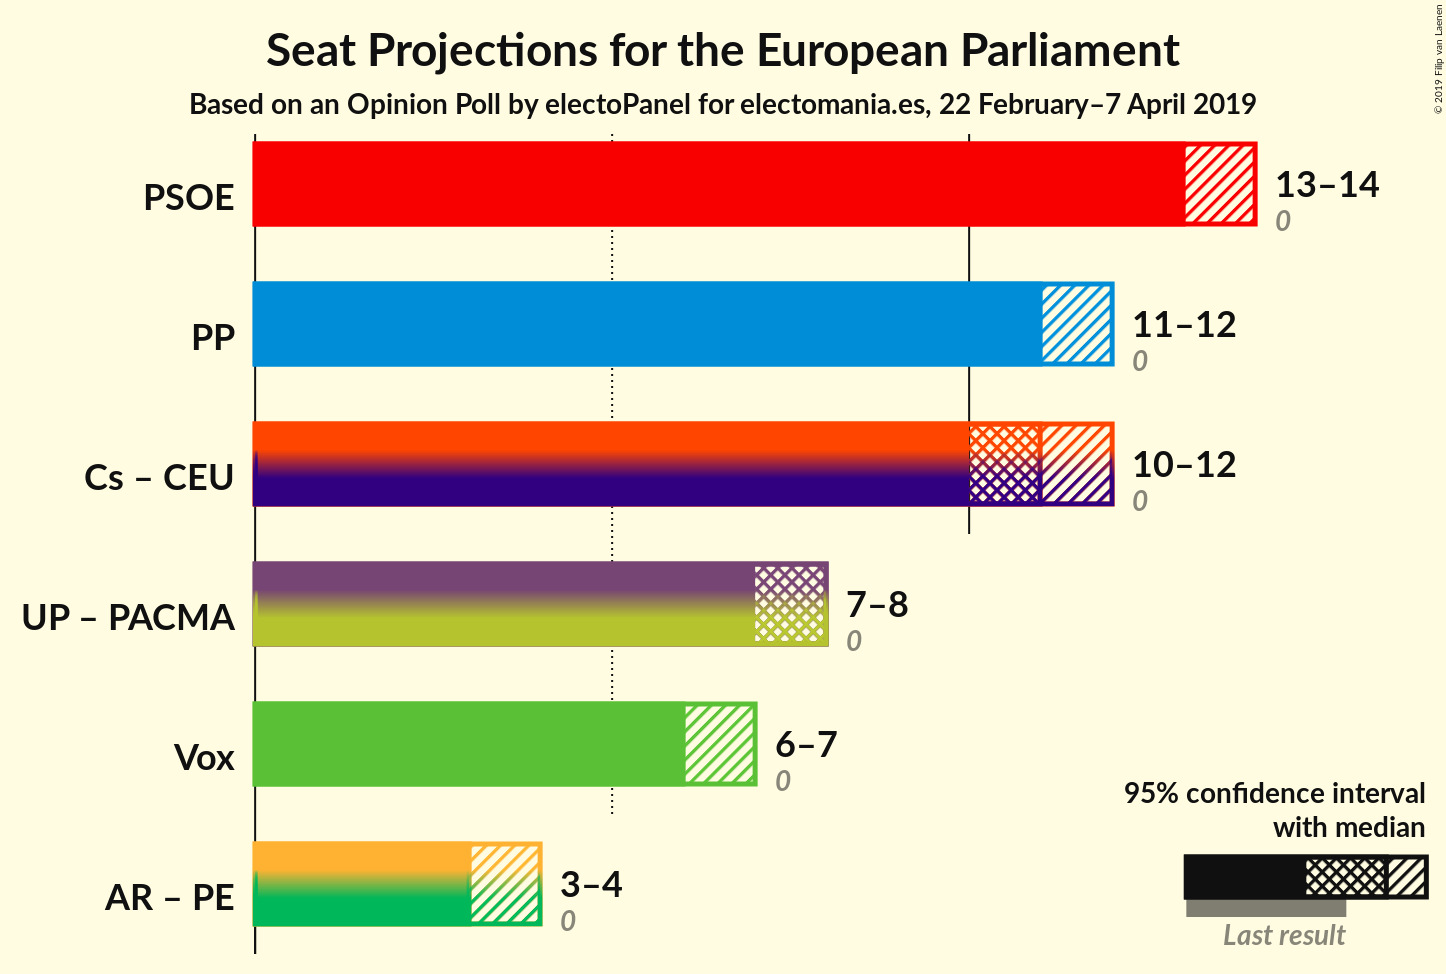 Seat Projections for the European Parliament
Based on an Opinion Poll by electoPanel for electomania.es, 22 February–7 April 2019
© 2019 Filip van Laenen
PSOE
13–14
0
PP
11–12
0
Cs – CEU
10–12
0
UP – PACMA
7–8
0
Vox
6–7
0
AR – PE
3–4
0
95% confidence interval
with median
Last result